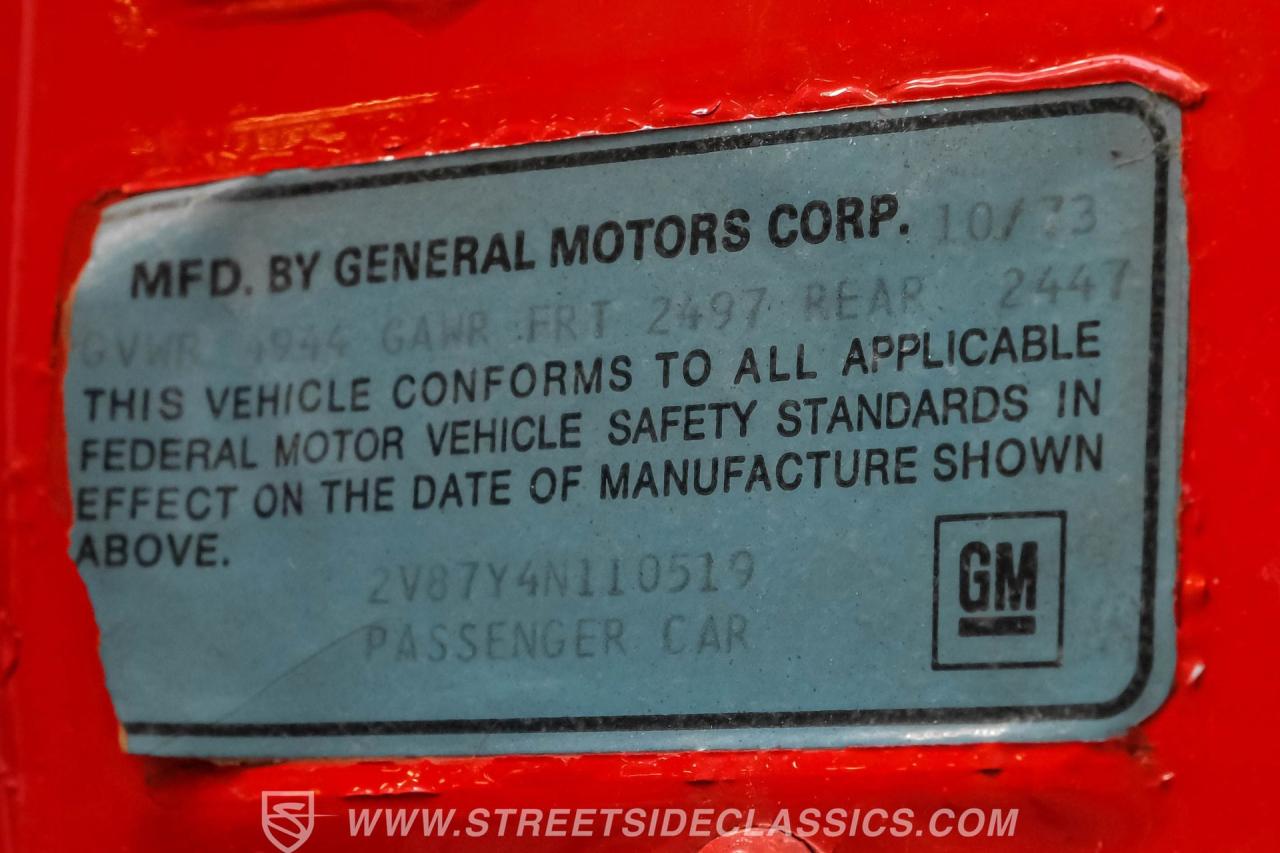 MFD. BY GENERAL MOTORS CORP. 10/73
GVWR 4944 GAWR FRT 2497 REAR 2447
THIS VEHICLE CONFORMS TO ALL APPLICABLE
FEDERAL MOTOR VEHICLE SAFETY STANDARDS IN
EFFECT ON THE DATE OF MANUFACTURE SHOWN
ABOVE.
2V87Y4N110519
PASSENGER CAR
GM
WWW.STREETSIDECLASSICS.COM